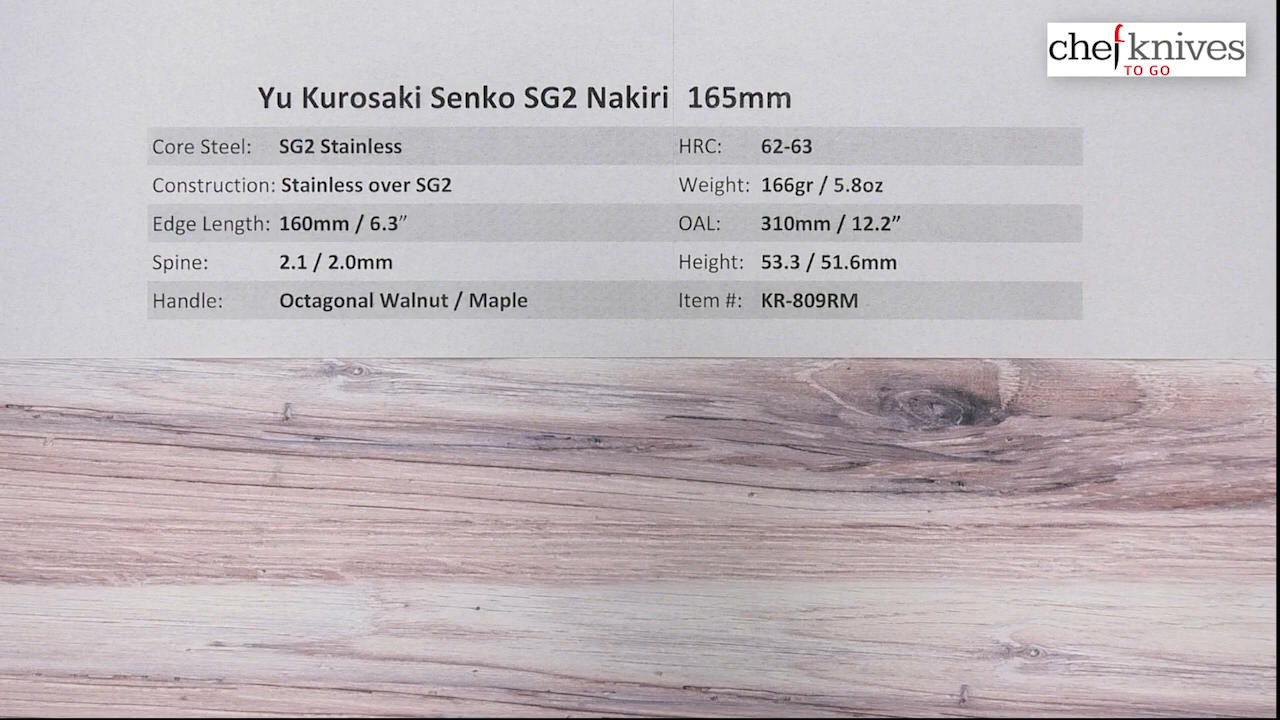 chef knives
TO GO
Yu Kurosaki Senko SG2 Nakiri 165mm
Core Steel: SG2 Stainless HRC: 62-63
Construction: Stainless over SG2 Weight: 166gr / 5.8oz
Edge Length: 160mm / 6.3” OAL: 310mm / 12.2”
Spine: 2.1 / 2.0mm Height: 53.3 / 51.6mm
Handle: Octagonal Walnut / Maple Item #: KR-809RM